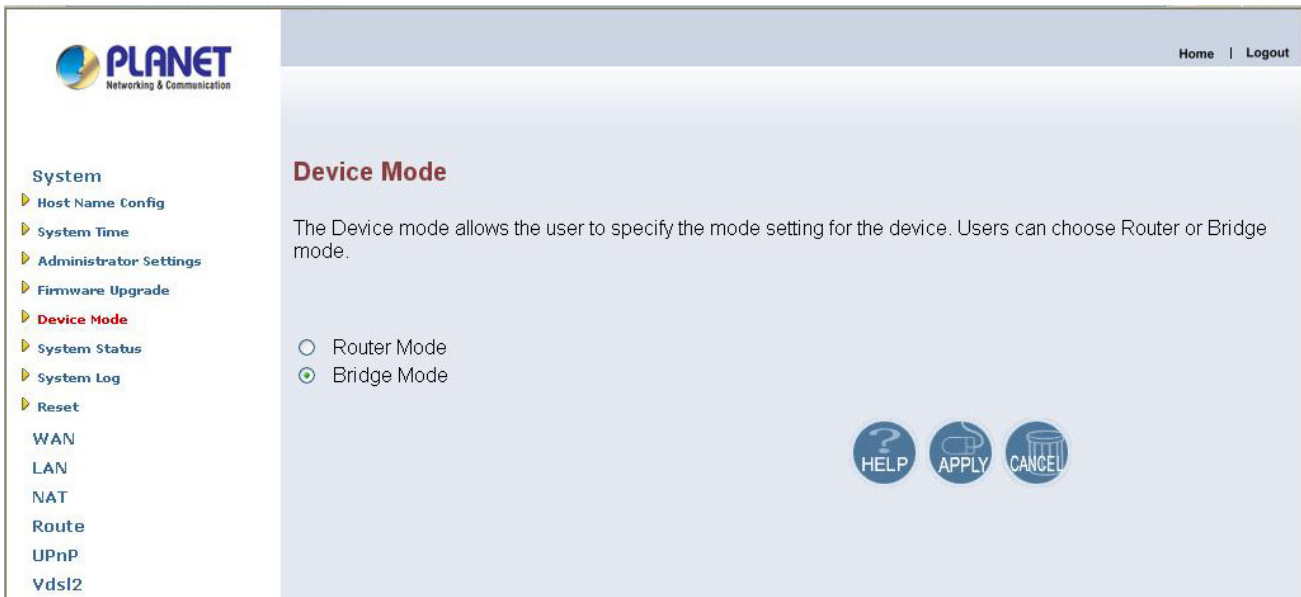 PLANET
Networking & Communication
Home | Logout
System
Host Name Config
System Time
Administrator Settings
Firmware Upgrade
Device Mode
System Status
System Log
Reset
WAN
LAN
NAT
Route
UPnP
Vdsl2
Device Mode
The Device mode allows the user to specify the mode setting for the device. Users can choose Router or Bridge
mode.
Router Mode
Bridge Mode
HELP
APPLY
CANCEL